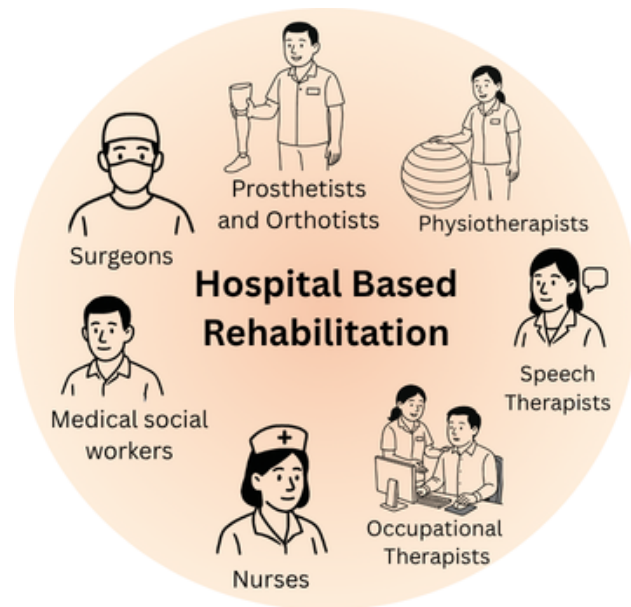 Hospital Based
Rehabilitation
Prosthetists
and Orthotists
Physiotherapists
Speech
Therapists
Occupational
Therapists
Nurses
Medical social
workers
Surgeons